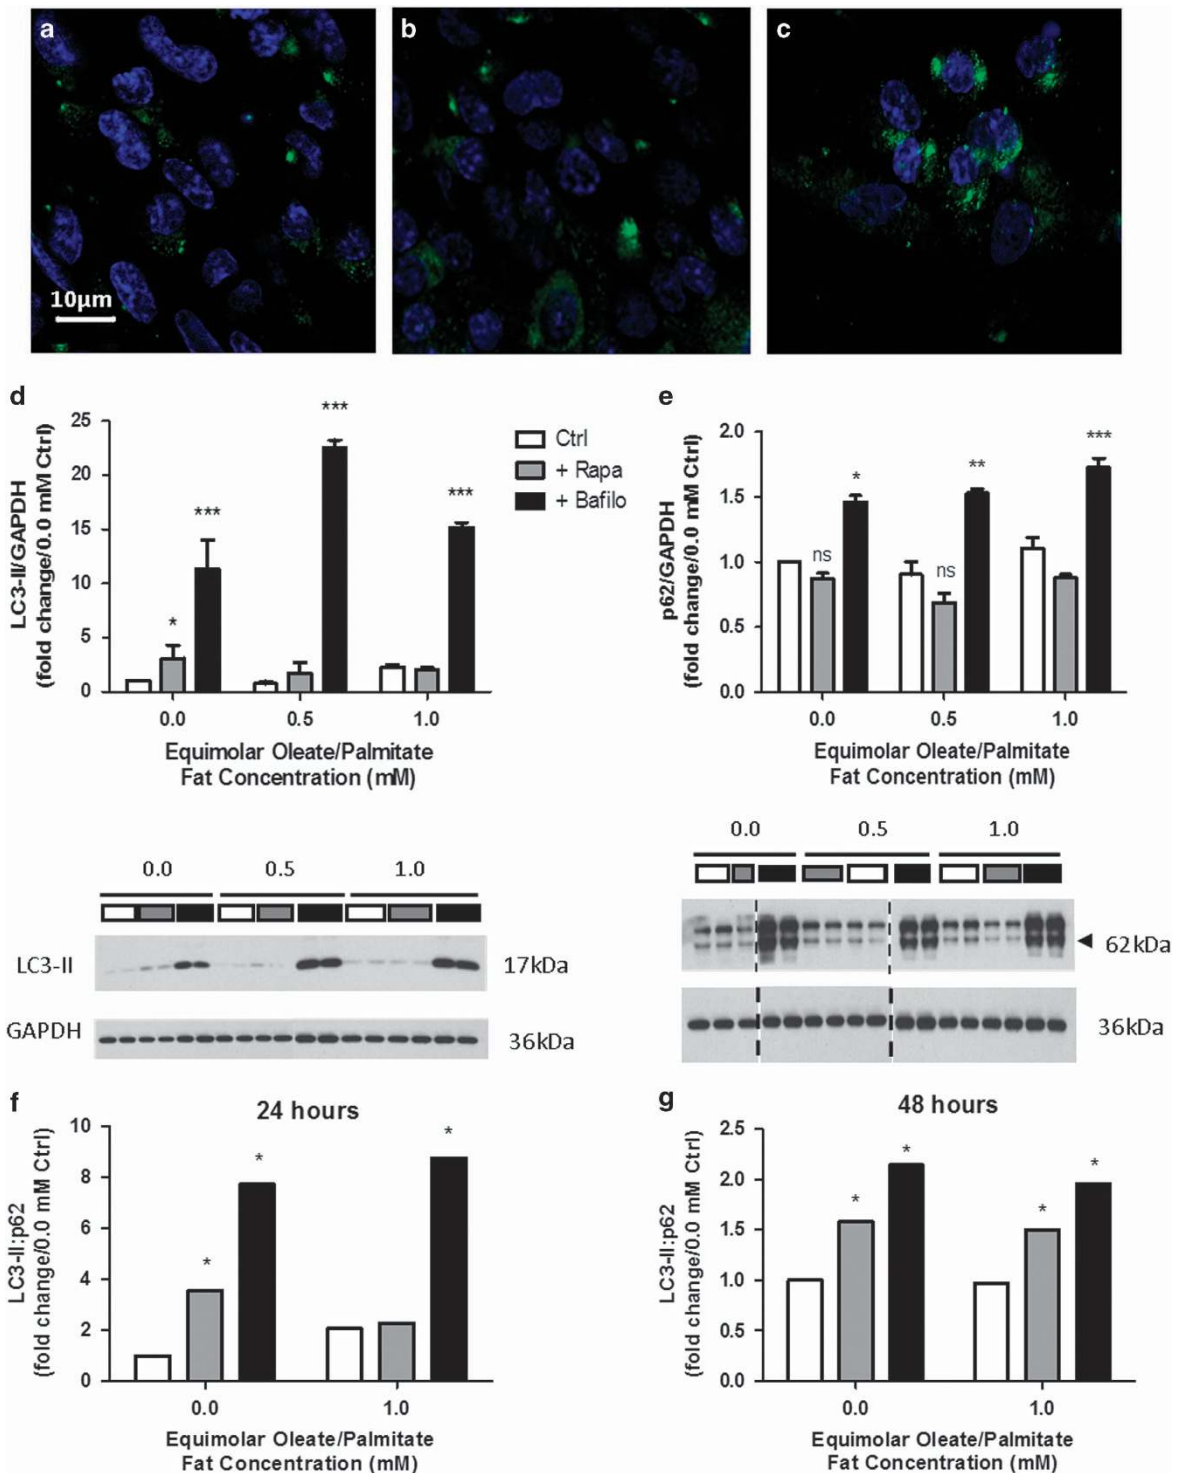 a
b
c
10µm
d
LC3-II/GAPDH
(fold change/0.0 mM Ctrl)
25
20
15
10
5
0
***
*
***
***
0.0
0.5
1.0
Equimolar Oleate/Palmitate
Fat Concentration (mM)
Ctrl
+ Rapa
+ Bafilo
e
p62/GAPDH
(fold change/0.0 mM Ctrl)
2.0
1.5
1.0
0.5
0.0
ns
*
ns
**
***
0.0
0.5
1.0
Equimolar Oleate/Palmitate
Fat Concentration (mM)
0.0
0.5
1.0
LC3-II
17kDa
GAPDH
36kDa
0.0
0.5
1.0
62kDa
36kDa
f
24 hours
LC3-II:p62
(fold change/0.0 mM Ctrl)
10
8
6
4
2
0
*
*
*
0.0
1.0
Equimolar Oleate/Palmitate
Fat Concentration (mM)
g
48 hours
LC3-II:p62
(fold change/0.0 mM Ctrl)
2.5
2.0
1.5
1.0
0.5
0.0
*
*
*
*
0.0
1.0
Equimolar Oleate/Palmitate
Fat Concentration (mM)